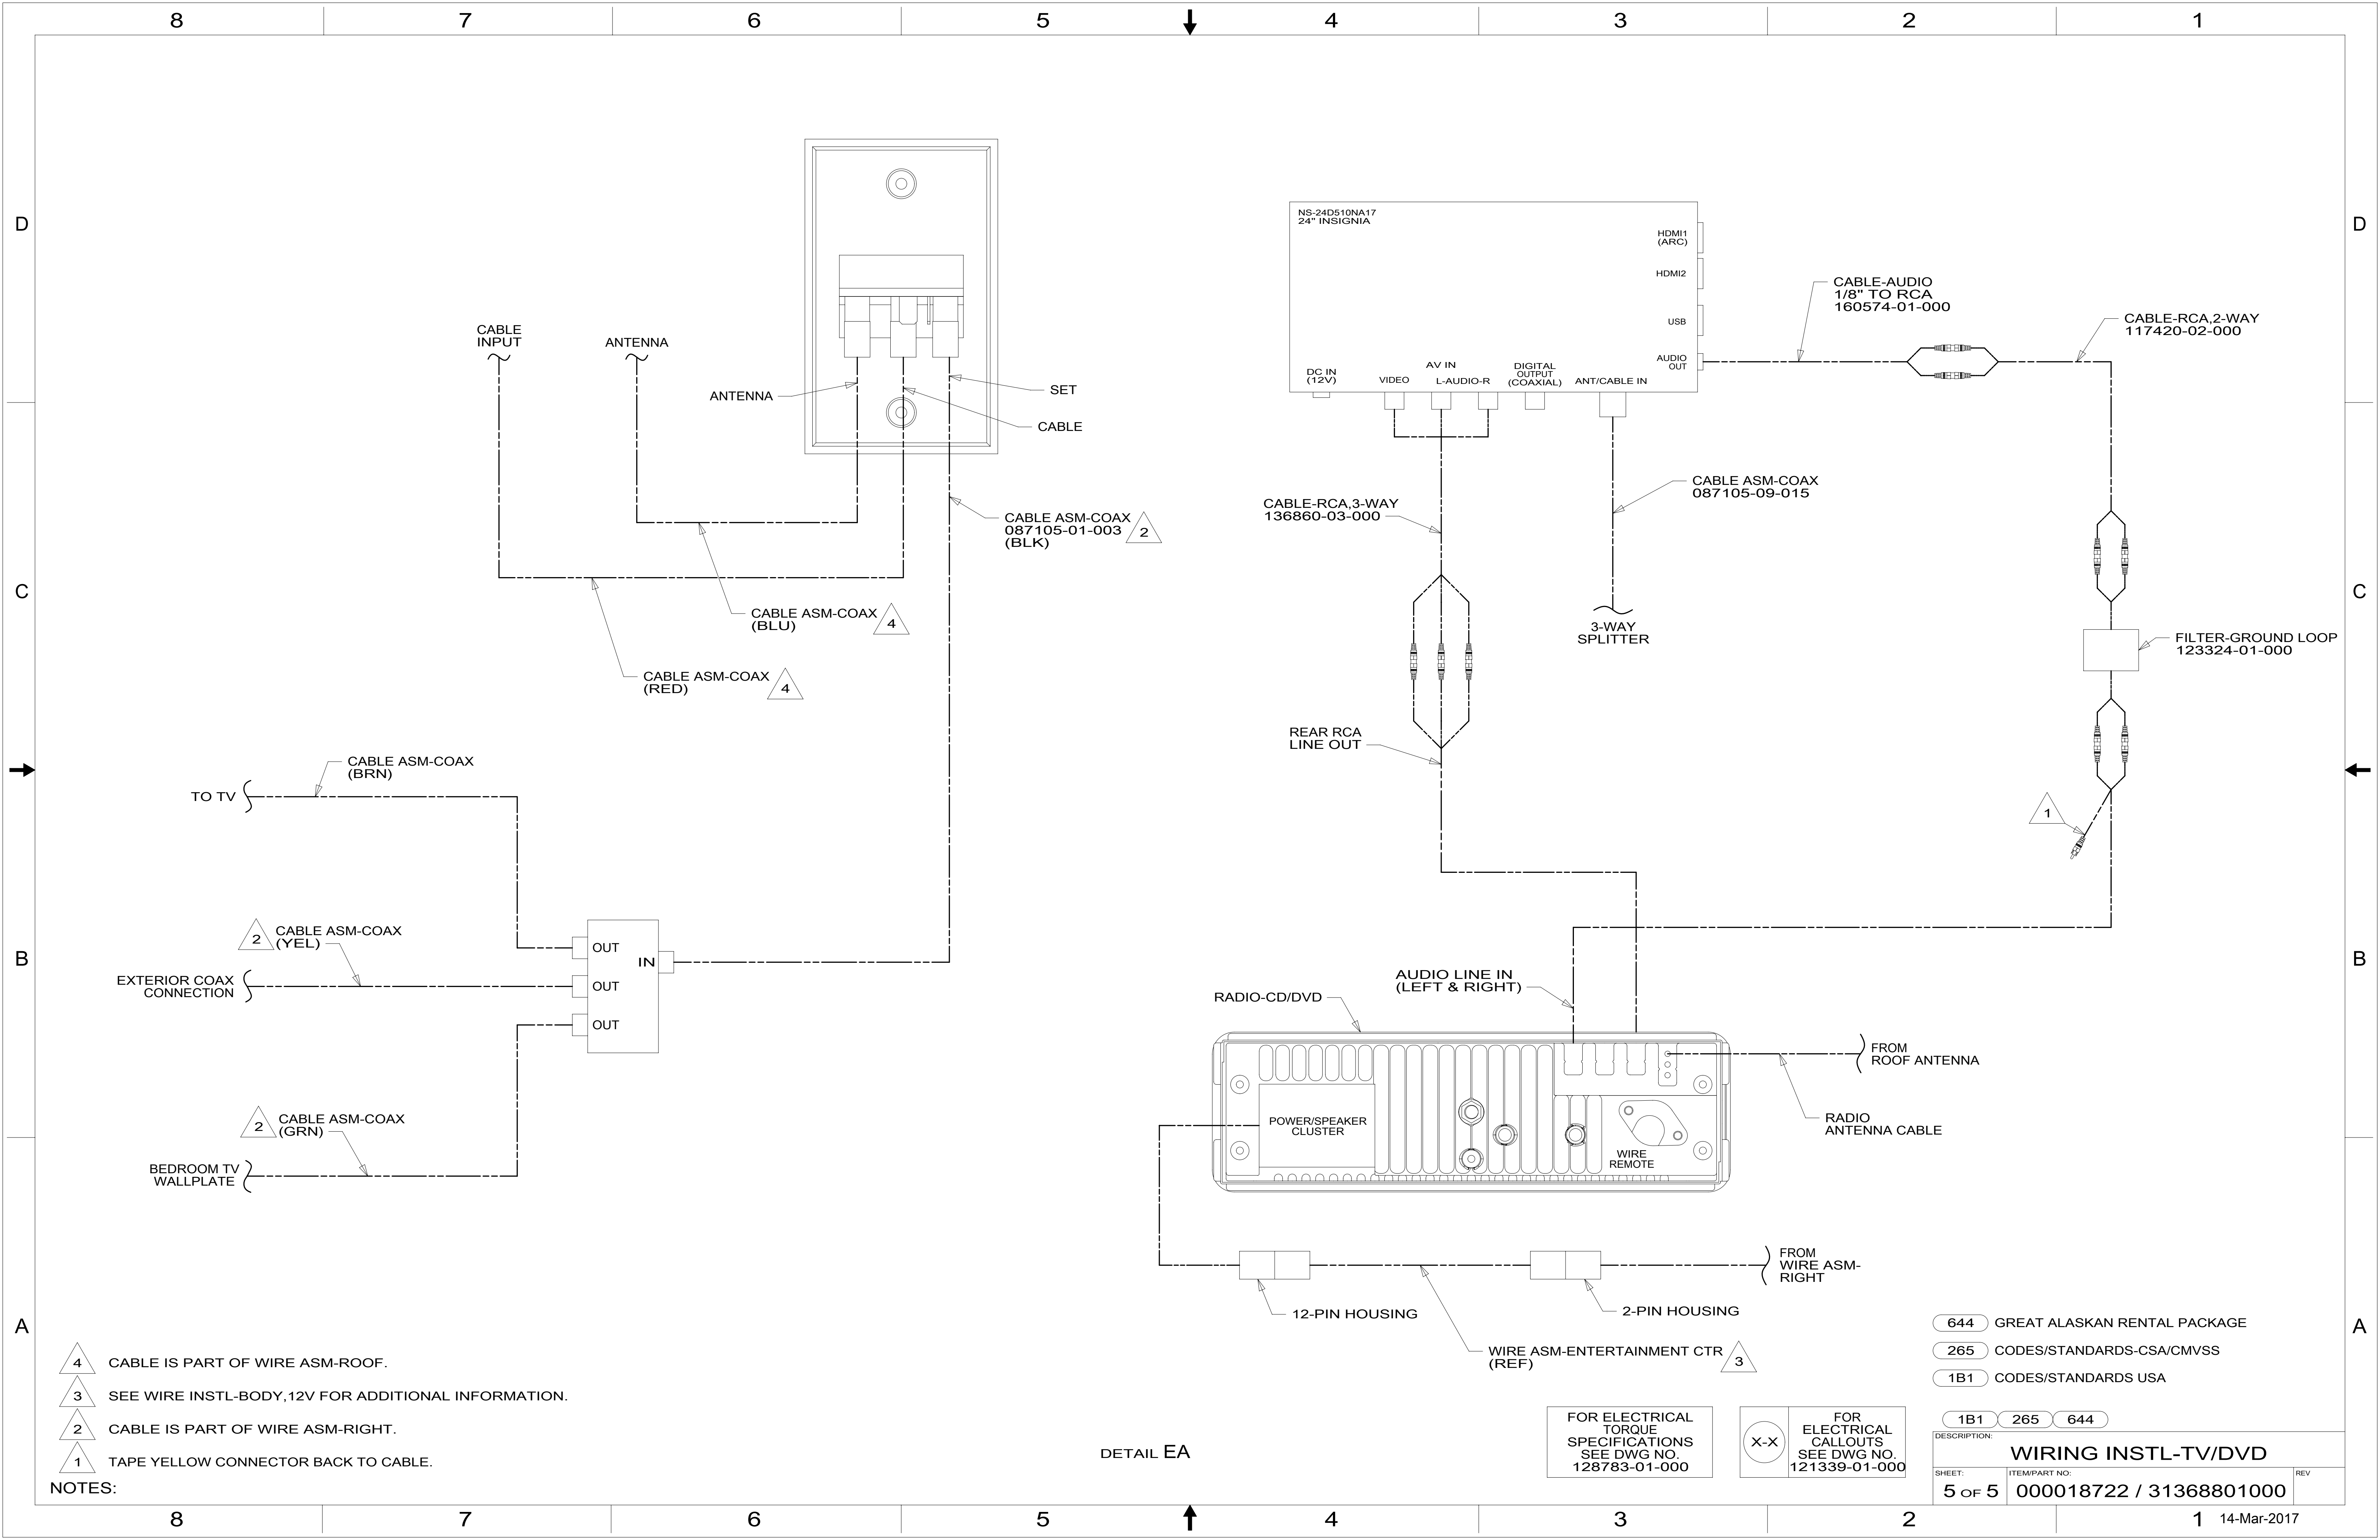 8 7 6 5 4 3 2 1
D
D
C
C
B
B
A
A
CABLE
INPUT
ANTENNA
ANTENNA
SET
CABLE
CABLE ASM-COAX
087105-01-003
(BLK)
2
CABLE ASM-COAX
(BLU)
4
CABLE ASM-COAX
(RED)
4
CABLE ASM-COAX
(BRN)
TO TV
2
CABLE ASM-COAX
(YEL)
EXTERIOR COAX
CONNECTION
OUT
IN
OUT
OUT
2
CABLE ASM-COAX
(GRN)
BEDROOM TV
WALLPLATE
NS-24D510NA17
24" INSIGNIA
HDMI1
(ARC)
HDMI2
USB
AUDIO
OUT
DC IN
(12V)
VIDEO
AV IN
L-AUDIO-R
DIGITAL
OUTPUT
(COAXIAL)
ANT/CABLE IN
CABLE-AUDIO
1/8" TO RCA
160574-01-000
CABLE-RCA,2-WAY
117420-02-000
CABLE ASM-COAX
087105-09-015
CABLE-RCA,3-WAY
136860-03-000
3-WAY
SPLITTER
FILTER-GROUND LOOP
123324-01-000
REAR RCA
LINE OUT
1
AUDIO LINE IN
(LEFT & RIGHT)
RADIO-CD/DVD
FROM
ROOF ANTENNA
RADIO
ANTENNA CABLE
POWER/SPEAKER
CLUSTER
WIRE
REMOTE
FROM
WIRE ASM-
RIGHT
12-PIN HOUSING
2-PIN HOUSING
WIRE ASM-ENTERTAINMENT CTR
(REF)
3
4 CABLE IS PART OF WIRE ASM-ROOF.
3 SEE WIRE INSTL-BODY,12V FOR ADDITIONAL INFORMATION.
2 CABLE IS PART OF WIRE ASM-RIGHT.
1 TAPE YELLOW CONNECTOR BACK TO CABLE.
NOTES:
DETAIL EA
FOR ELECTRICAL
TORQUE
SPECIFICATIONS
SEE DWG NO.
128783-01-000
X-X
FOR
ELECTRICAL
CALLOUTS
SEE DWG NO.
121339-01-000
644 GREAT ALASKAN RENTAL PACKAGE
265 CODES/STANDARDS-CSA/CMVSS
1B1 CODES/STANDARDS USA
1B1 265 644
DESCRIPTION:
WIRING INSTL-TV/DVD
SHEET:
5 OF 5
ITEM/PART NO:
000018722 / 31368801000
REV
8 7 6 5 4 3 2 1
14-Mar-2017